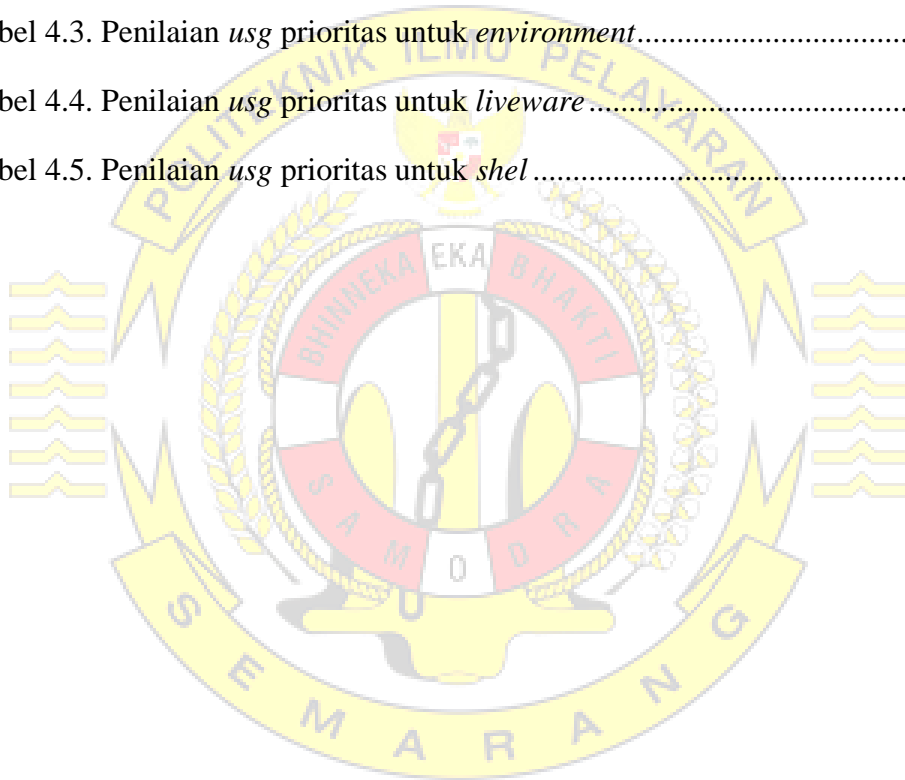 bel 4.3. Penilaian usg prioritas untuk environment..................................
bel 4.4. Penilaian usg prioritas untuk liveware.......................................
bel 4.5. Penilaian usg prioritas untuk shel..............................................
POLITEKNIK ILMU PELAYARAN
BHINNEKA EKA BHAKTI
SAMODRA
SEMARANG